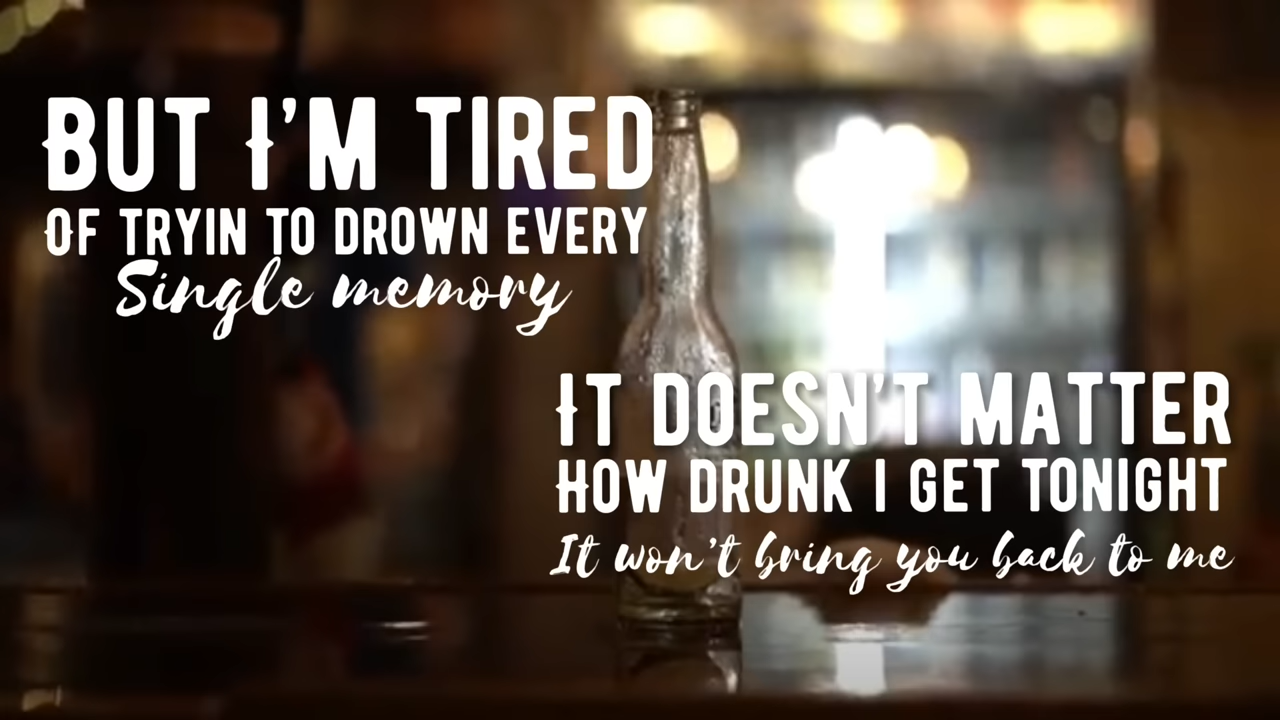 BUT I'M TIRED
OF TRYIN TO DROWN EVERY
Single memory
IT DOESN'T MATTER
HOW DRUNK I GET TONIGHT
It won't bring you back to me